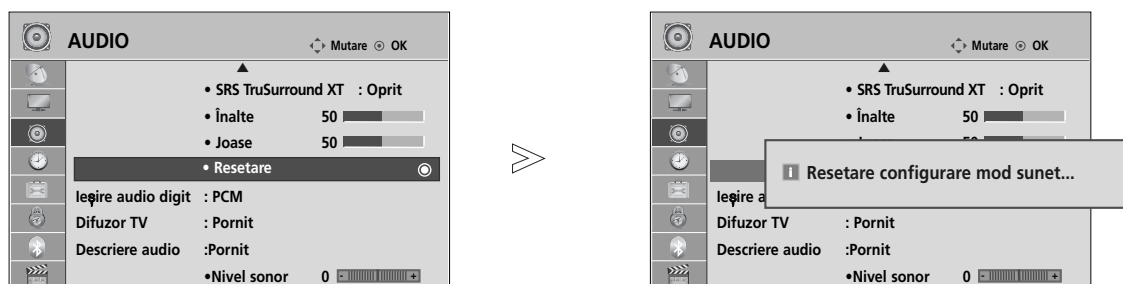 AUDIO
Mutare OK
• SRS TruSurround XT : Oprit
• Înalte 50
• Joase 50
• Resetare
Ieşire audio digit : PCM
Difuzor TV : Pornit
Descriere audio :Pornit
•Nivel sonor 0 - +
AUDIO
Mutare OK
• SRS TruSurround XT : Oprit
• Înalte 50
i Resetare configurare mod sunet...
Ieşire a
Difuzor TV : Pornit
Descriere audio :Pornit
•Nivel sonor 0 - +